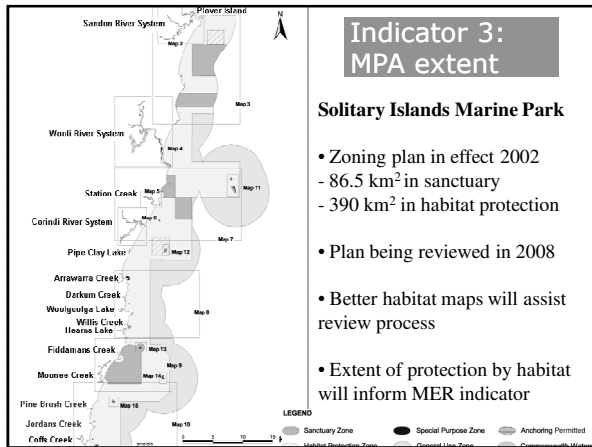 Plover Island
Sandon River System
N
Map 2
Map 3
Wooli River System
Map 4
Station Creek
Map 5
Map 11
Corindi River System
Map 6
Map 7
Pipe Clay Lake
Map 12
Arrawarra Creek
Darkum Creek
Woolgoolga Lake
Map 8
Willis Creek
Hearns Lake
Fiddamans Creek
Map 13
Map 9
Moonee Creek
Map 14
Pine Brush Creek
Map 15
Jordans Creek
Map 10
Coffs Creek
0 5 10
Indicator 3:
MPA extent
Solitary Islands Marine Park
• Zoning plan in effect 2002
- 86.5 km² in sanctuary
- 390 km² in habitat protection
• Plan being reviewed in 2008
• Better habitat maps will assist
review process
• Extent of protection by habitat
will inform MER indicator
LEGEND
Sanctuary Zone
Special Purpose Zone
Anchoring Permitted
Habitat Protection Zone
General Use Zone
Commonwealth Waters